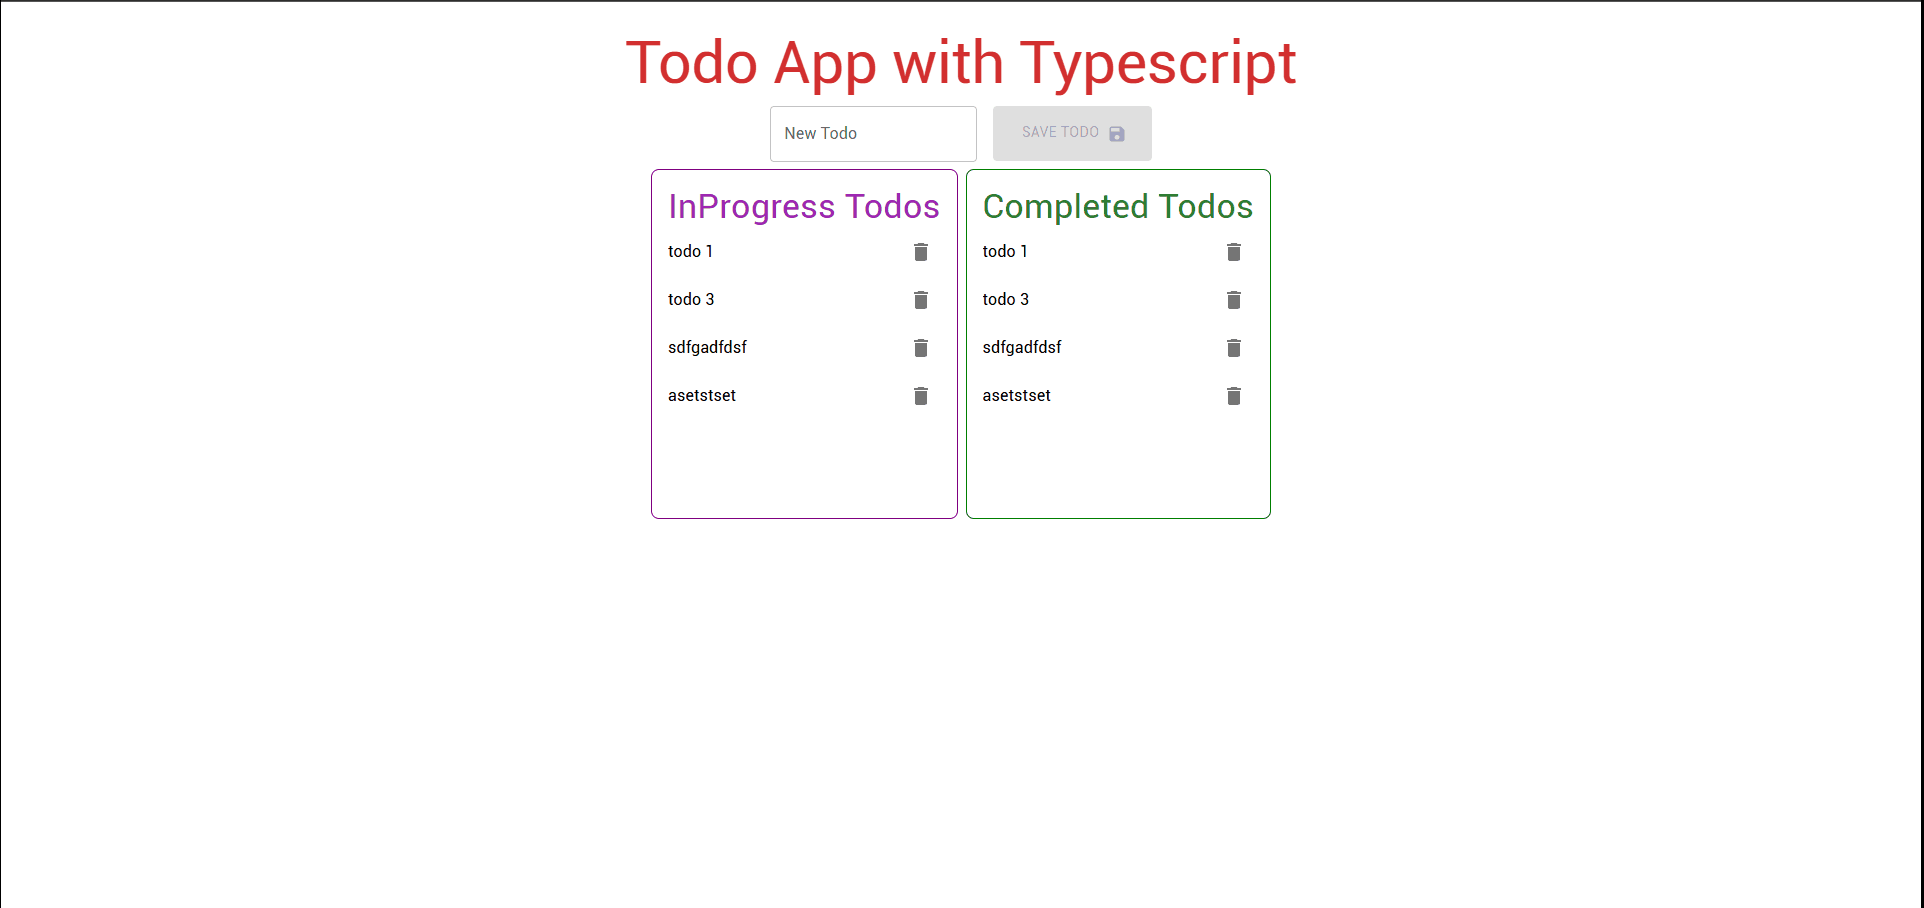 Todo App with Typescript
New Todo
SAVE TODO
InProgress Todos
todo 1
todo 3
sdfgadfdsf
asetstset
Completed Todos
todo 1
todo 3
sdfgadfdsf
asetstset